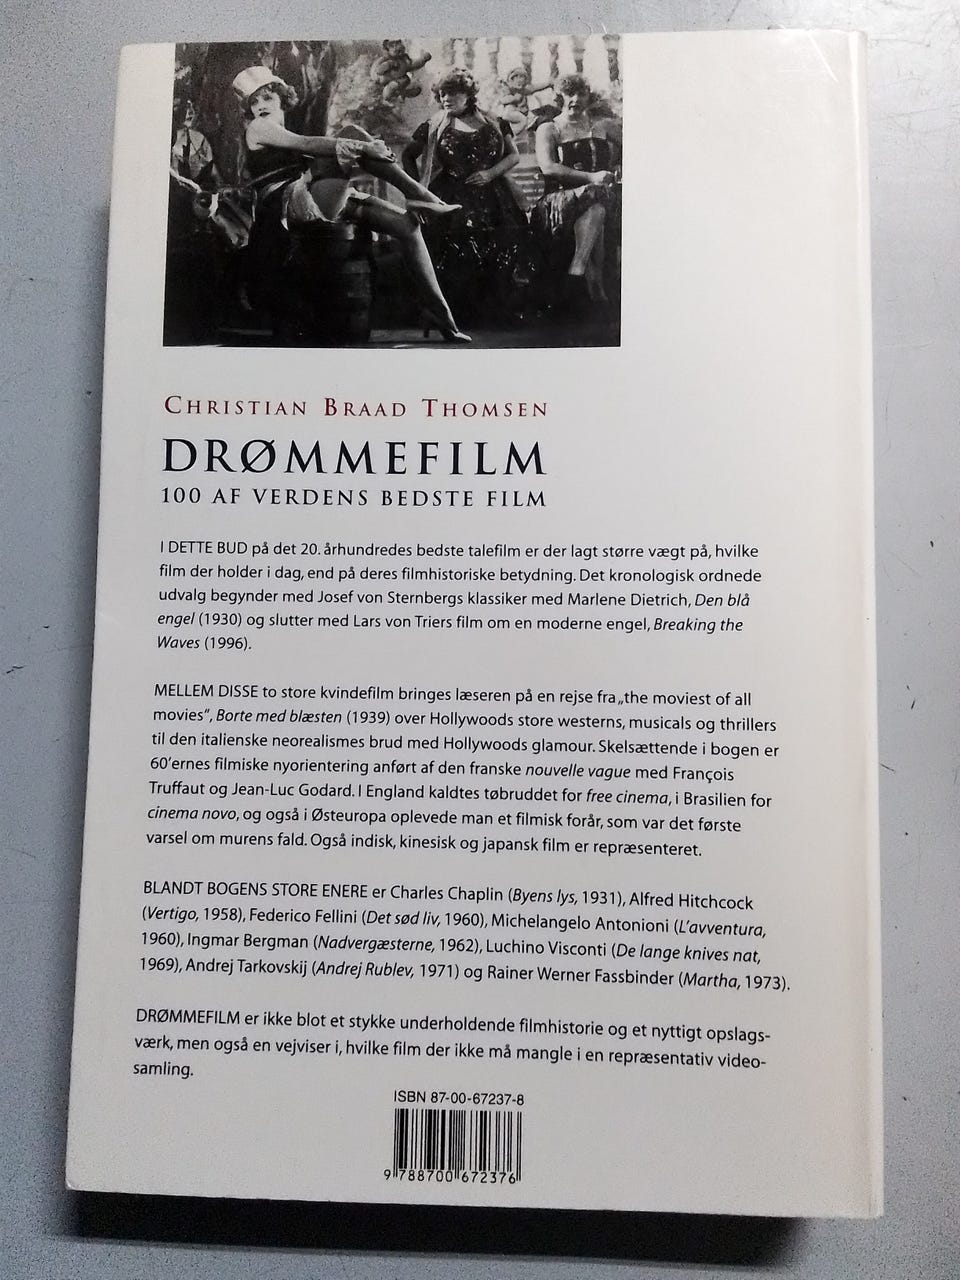 CHRISTIAN BRAAD THOMSEN
DRØMMEFILM
100 AF VERDENS BEDSTE FILM
I DETTE BUD på det 20. århundredes bedste talefilm er der lagt større vægt på, hvilke
film der holder i dag, end på deres filmhistoriske betydning. Det kronologisk ordnede
udvalg begynder med Josef von Sternbergs klassiker med Marlene Dietrich, Den blå
engel (1930) og slutter med Lars von Triers film om en moderne engel, Breaking the
Waves (1996).
MELLEM DISSE to store kvindefilm bringes læseren på en rejse fra „the moviest of all
movies”, Borte med blæsten (1939) over Hollywoods store westerns, musicals og thrillers
til den italienske neorealismes brud med Hollywoods glamour. Skelsættende i bogen er
60'ernes filmiske nyorientering anført af den franske nouvelle vague med François
Truffaut og Jean-Luc Godard. I England kaldtes tøbruddet for free cinema, i Brasilien for
cinema novo, og også i Østeuropa oplevede man et filmisk forår, som var det første
varsel om murens fald. Også indisk, kinesisk og japansk film er repræsenteret.
BLANDT BOGENS STORE ENERE er Charles Chaplin (Byens lys, 1931), Alfred Hitchcock
(Vertigo, 1958), Federico Fellini (Det sød liv, 1960), Michelangelo Antonioni (L'avventura,
1960), Ingmar Bergman (Nadvergæsterne, 1962), Luchino Visconti (De lange knives nat,
1969), Andrej Tarkovskij (Andrej Rublev, 1971) og Rainer Werner Fassbinder (Martha, 1973).
DRØMMEFILM er ikke blot et stykke underholdende filmhistorie og et nyttigt opslags-
værk, men også en vejviser i, hvilke film der ikke må mangle i en repræsentativ video-
samling.
ISBN 87-00-67237-8
9 788700 672376